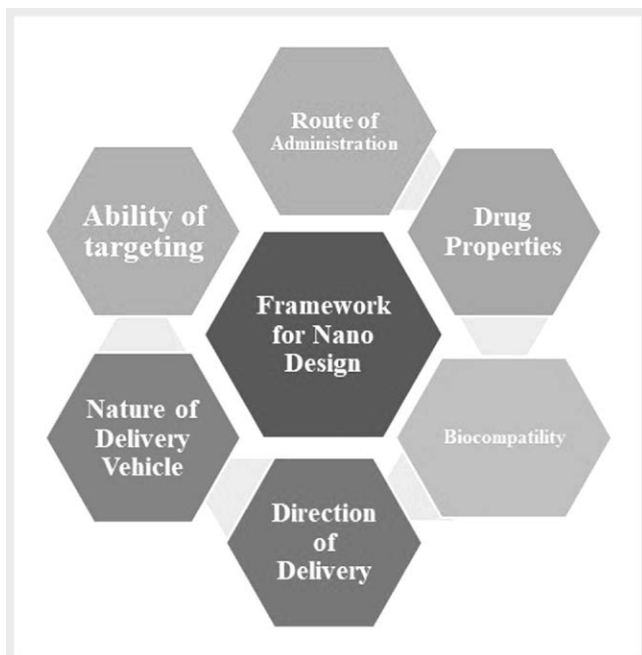 Route of
Administration
Drug
Properties
Biocompatility
Direction
of
Delivery
Nature of
Delivery
Vehicle
Ability of
targeting
Framework
for Nano
Design